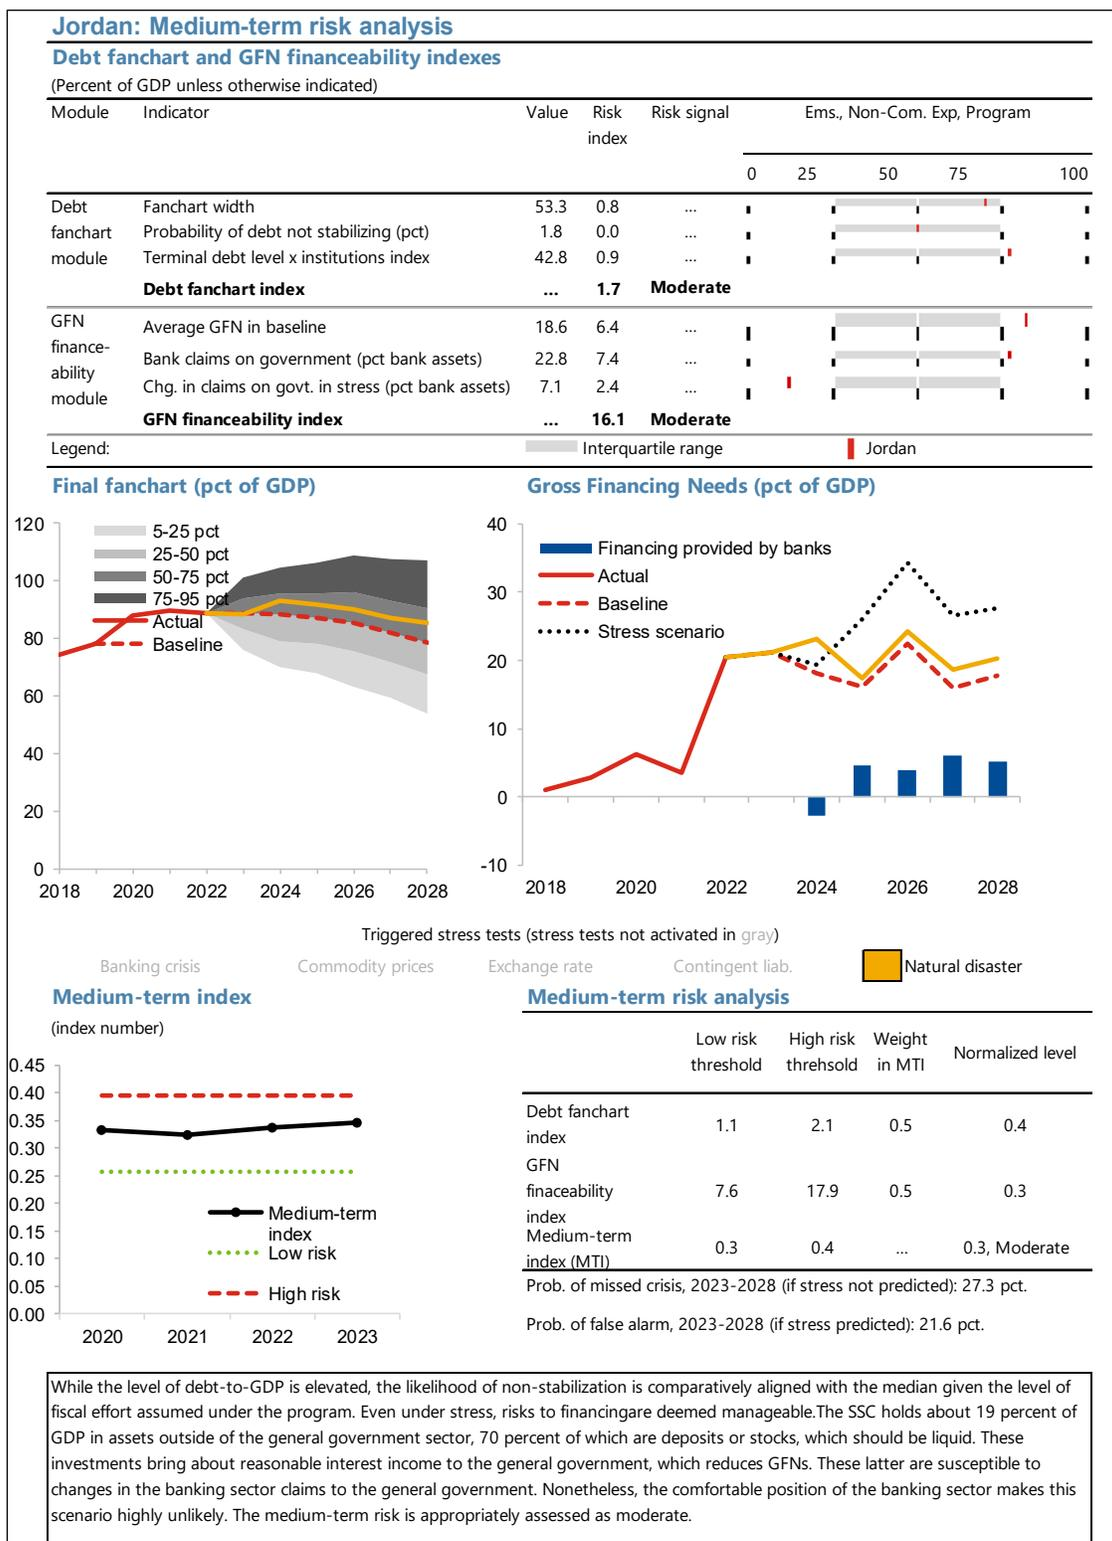 Jordan: Medium-term risk analysis
Debt fanchart and GFN financeability indexes
(Percent of GDP unless otherwise indicated)
Module Indicator Value Risk index Risk signal Ems., Non-Com. Exp, Program
0 25 50 75 100
Debt fanchart module
Fanchart width 53.3 0.8 ...
Probability of debt not stabilizing (pct) 1.8 0.0 ...
Terminal debt level x institutions index 42.8 0.9 ...
Debt fanchart index ... 1.7 Moderate
GFN finance-ability module
Average GFN in baseline 18.6 6.4 ...
Bank claims on government (pct bank assets) 22.8 7.4 ...
Chg. in claims on govt. in stress (pct bank assets) 7.1 2.4 ...
GFN financeability index ... 16.1 Moderate
Legend: Interquartile range Jordan
Final fanchart (pct of GDP)
120
100
80
60
40
20
0
5-25 pct
25-50 pct
50-75 pct
75-95 pct
Actual
Baseline
2018 2020 2022 2024 2026 2028
Gross Financing Needs (pct of GDP)
40
30
20
10
0
-10
Financing provided by banks
Actual
Baseline
Stress scenario
2018 2020 2022 2024 2026 2028
Triggered stress tests (stress tests not activated in gray)
Banking crisis Commodity prices Exchange rate Contingent liab. Natural disaster
Medium-term index
(index number)
0.45
0.40
0.35
0.30
0.25
0.20
0.15
0.10
0.05
0.00
Medium-term
index
Low risk
High risk
2020 2021 2022 2023
Medium-term risk analysis
Low risk threshold High risk threhsold Weight in MTI Normalized level
Debt fanchart index 1.1 2.1 0.5 0.4
GFN finaceability index 7.6 17.9 0.5 0.3
Medium-term index (MTI) 0.3 0.4 ... 0.3, Moderate
Prob. of missed crisis, 2023-2028 (if stress not predicted): 27.3 pct.
Prob. of false alarm, 2023-2028 (if stress predicted): 21.6 pct.
While the level of debt-to-GDP is elevated, the likelihood of non-stabilization is comparatively aligned with the median given the level of
fiscal effort assumed under the program. Even under stress, risks to financingare deemed manageable.The SSC holds about 19 percent of
GDP in assets outside of the general government sector, 70 percent of which are deposits or stocks, which should be liquid. These
investments bring about reasonable interest income to the general government, which reduces GFNs. These latter are susceptible to
changes in the banking sector claims to the general government. Nonetheless, the comfortable position of the banking sector makes this
scenario highly unlikely. The medium-term risk is appropriately assessed as moderate.